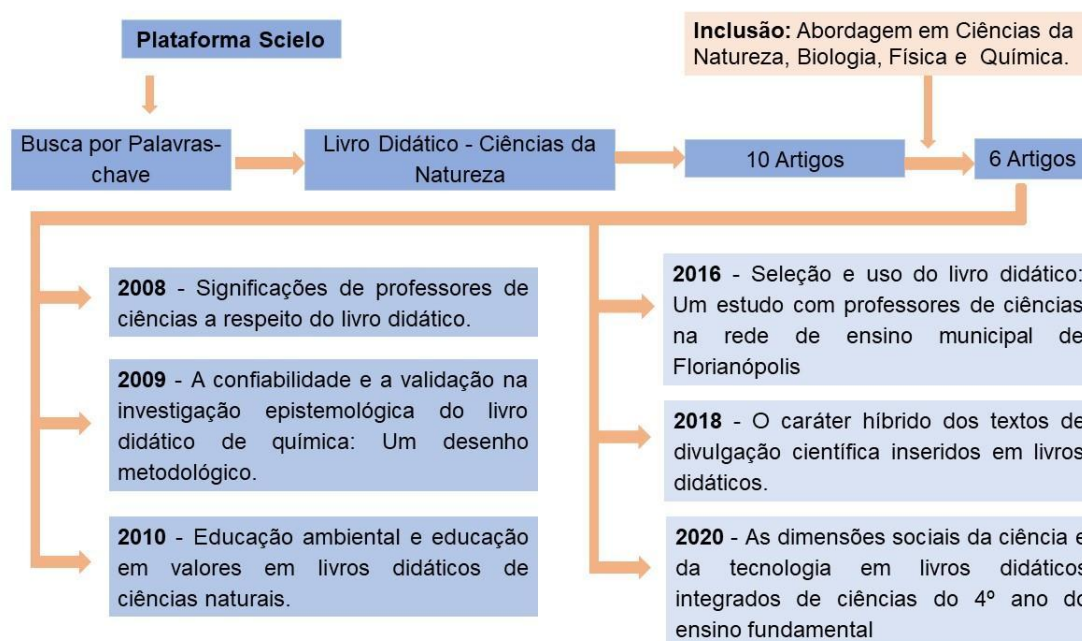 Plataforma Scielo
Inclusão: Abordagem em Ciências da
Natureza, Biologia, Física e Química.
Busca por Palavras-
chave
Livro Didático - Ciências da
Natureza
10 Artigos
6 Artigos
2008 - Significações de professores de
ciências a respeito do livro didático.
2009 - A confiabilidade e a validação na
investigação epistemológica do livro
didático de química: Um desenho
metodológico.
2010 - Educação ambiental e educação
em valores em livros didáticos de
ciências naturais.
2016 - Seleção e uso do livro didático:
Um estudo com professores de ciências
na rede de ensino municipal de
Florianópolis
2018 - O caráter híbrido dos textos de
divulgação científica inseridos em livros
didáticos.
2020 - As dimensões sociais da ciência e
da tecnologia em livros didáticos
integrados de ciências do 4º ano do
ensino fundamental